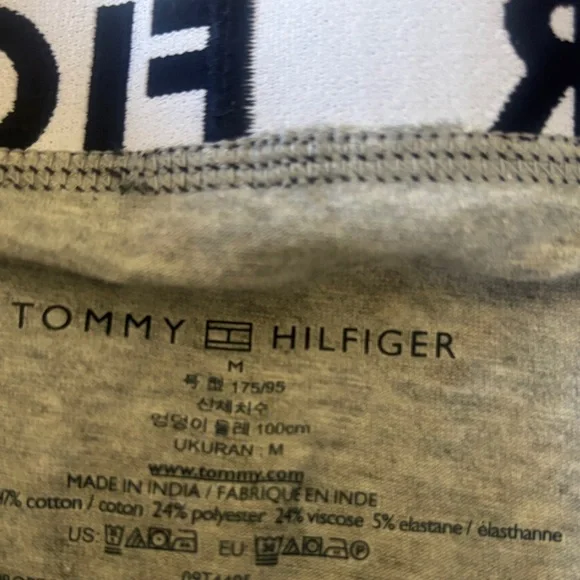 TOMMY HILFIGER
M
175/95
신체치수
엉덩이 둘레 100cm
UKURAN : M
www.tommy.com
MADE IN INDIA / FABRIQUÉ EN INDE
47% cotton / coton 24% polyester 24% viscose 5% elastane / élasthanne
US: EU: